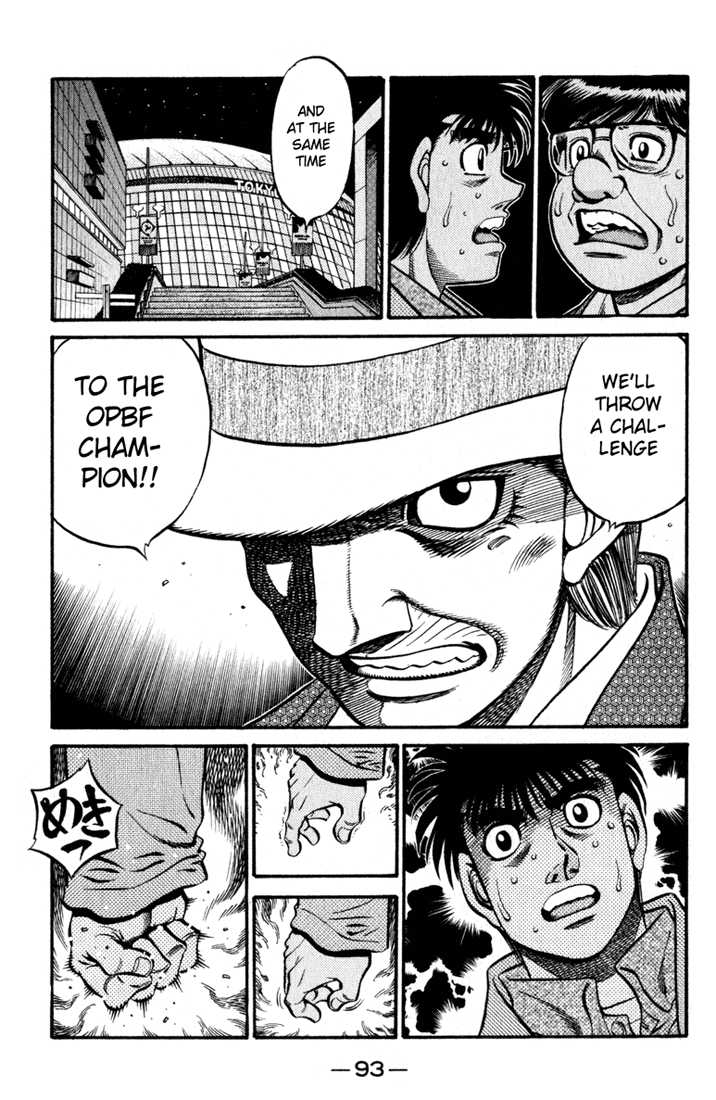 AND
AT THE
SAME
TIME
TOKY
WE'LL
THROW
A CHAL-
LENGE
TO THE
OPBF
CHAM-
PION!!
めきっ
—93—